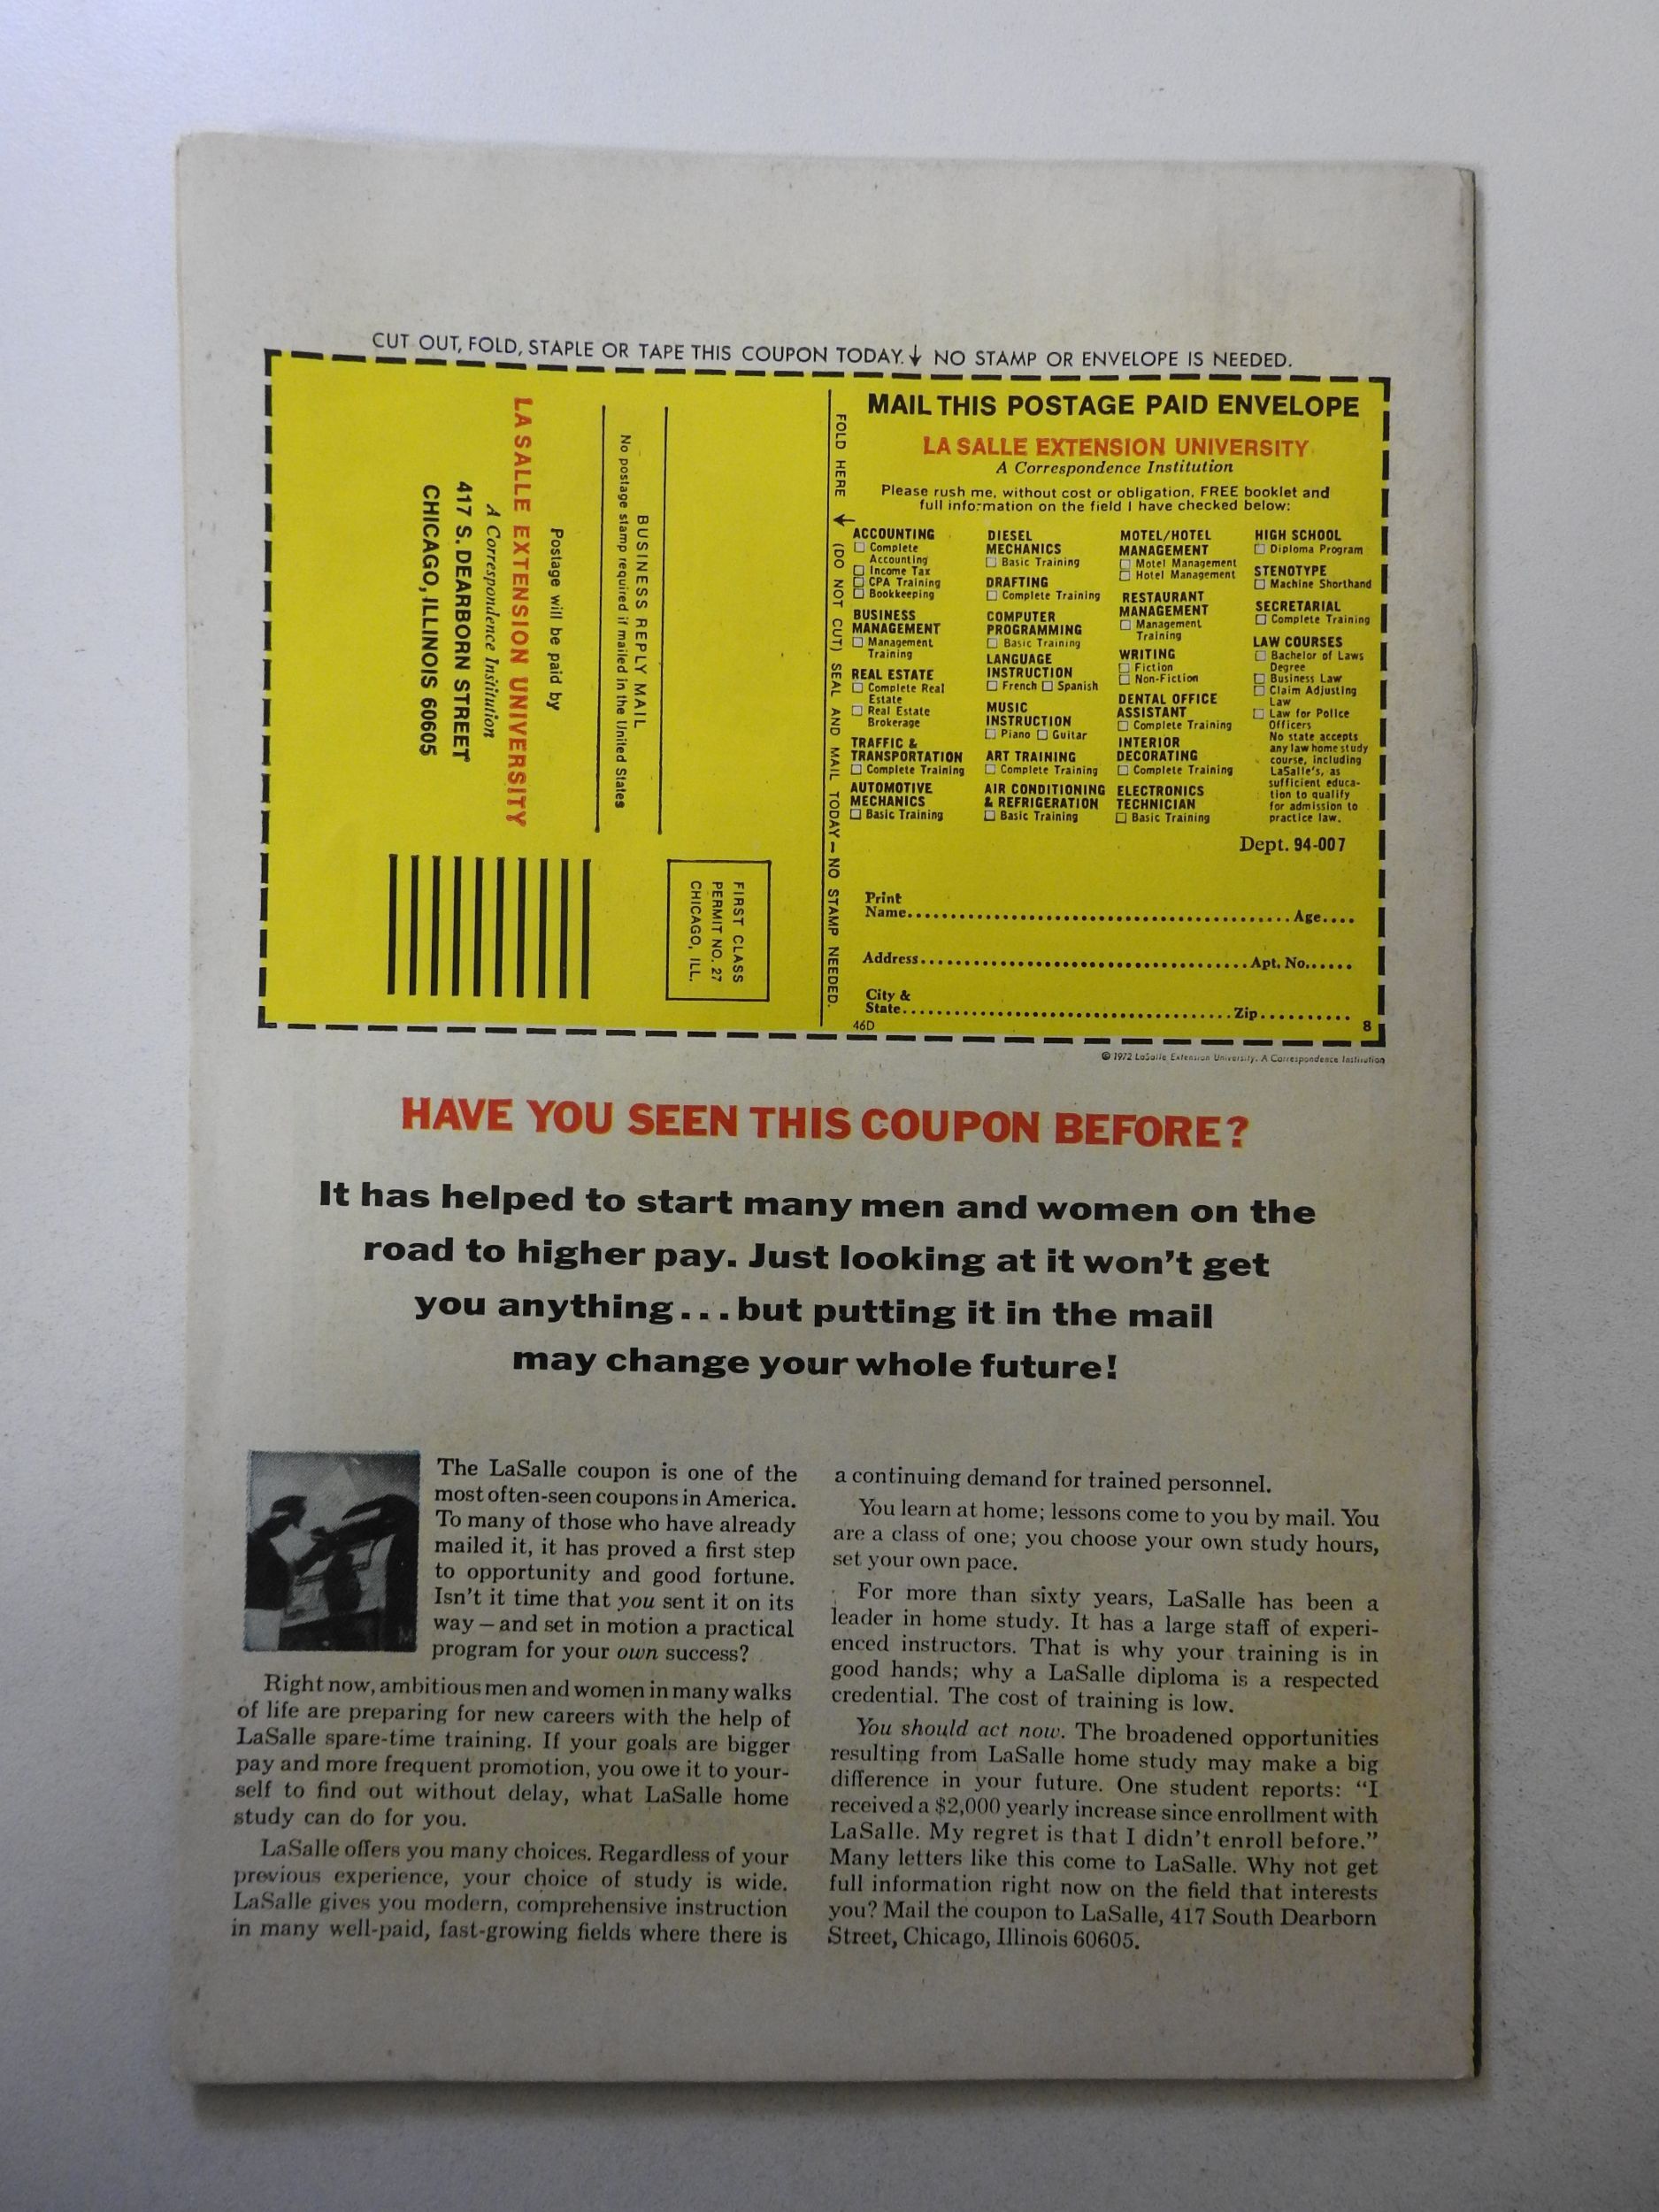 CUT OUT, FOLD, STAPLE OR TAPE THIS COUPON TODAY. NO STAMP OR ENVELOPE IS NEEDED.
FIRST CLASS
PERMIT NO. 27
CHICAGO, ILL.
BUSINESS REPLY MAIL
No postage stamp required if mailed in the United States
Postage will be paid by
LA SALLE EXTENSION UNIVERSITY
A Correspondence Institution
417 S. DEARBORN STREET
CHICAGO, ILLINOIS 60605
FOLD HERE (DO NOT CUT) SEAL AND MAIL TODAY — NO STAMP NEEDED.
MAIL THIS POSTAGE PAID ENVELOPE
LA SALLE EXTENSION UNIVERSITY
A Correspondence Institution
Please rush me, without cost or obligation, FREE booklet and
full information on the field I have checked below:
ACCOUNTING
Complete
Accounting
Income Tax
CPA Training
Bookkeeping
BUSINESS
MANAGEMENT
Management
Training
REAL ESTATE
Complete Real
Estate
Real Estate
Brokerage
TRAFFIC &
TRANSPORTATION
Complete Training
AUTOMOTIVE
MECHANICS
Basic Training
DIESEL
MECHANICS
Basic Training
DRAFTING
Complete Training
COMPUTER
PROGRAMMING
Basic Training
LANGUAGE
INSTRUCTION
French Spanish
MUSIC
INSTRUCTION
Piano Guitar
ART TRAINING
Complete Training
AIR CONDITIONING
& REFRIGERATION
Basic Training
MOTEL/HOTEL
MANAGEMENT
Motel Management
Hotel Management
RESTAURANT
MANAGEMENT
Management
Training
WRITING
Fiction
Non-Fiction
DENTAL OFFICE
ASSISTANT
Complete Training
INTERIOR
DECORATING
Complete Training
ELECTRONICS
TECHNICIAN
Basic Training
HIGH SCHOOL
Diploma Program
STENOTYPE
Machine Shorthand
SECRETARIAL
Complete Training
LAW COURSES
Bachelor of Laws
Degree
Business Law
Claim Adjusting
Law
Law for Police
Officers
No state accepts
any law home study
course, including
LaSalle's, as
sufficient educa-
tion to qualify
for admission to
practice law.
Dept. 94-007
Print
Name Age
Address Apt. No.
City &
State Zip
46D 8
© 1972 LaSalle Extension University, A Correspondence Institution
HAVE YOU SEEN THIS COUPON BEFORE?
It has helped to start many men and women on the
road to higher pay. Just looking at it won't get
you anything...but putting it in the mail
may change your whole future!
The LaSalle coupon is one of the
most often-seen coupons in America.
To many of those who have already
mailed it, it has proved a first step
to opportunity and good fortune.
Isn't it time that you sent it on its
way — and set in motion a practical
program for your own success?
Right now, ambitious men and women in many walks
of life are preparing for new careers with the help of
LaSalle spare-time training. If your goals are bigger
pay and more frequent promotion, you owe it to your-
self to find out without delay, what LaSalle home
study can do for you.
LaSalle offers you many choices. Regardless of your
previous experience, your choice of study is wide.
LaSalle gives you modern, comprehensive instruction
in many well-paid, fast-growing fields where there is
a continuing demand for trained personnel.
You learn at home; lessons come to you by mail. You
are a class of one; you choose your own study hours,
set your own pace.
For more than sixty years, LaSalle has been a
leader in home study. It has a large staff of experi-
enced instructors. That is why your training is in
good hands; why a LaSalle diploma is a respected
credential. The cost of training is low.
You should act now. The broadened opportunities
resulting from LaSalle home study may make a big
difference in your future. One student reports: "I
received a $2,000 yearly increase since enrollment with
LaSalle. My regret is that I didn't enroll before."
Many letters like this come to LaSalle. Why not get
full information right now on the field that interests
you? Mail the coupon to LaSalle, 417 South Dearborn
Street, Chicago, Illinois 60605.